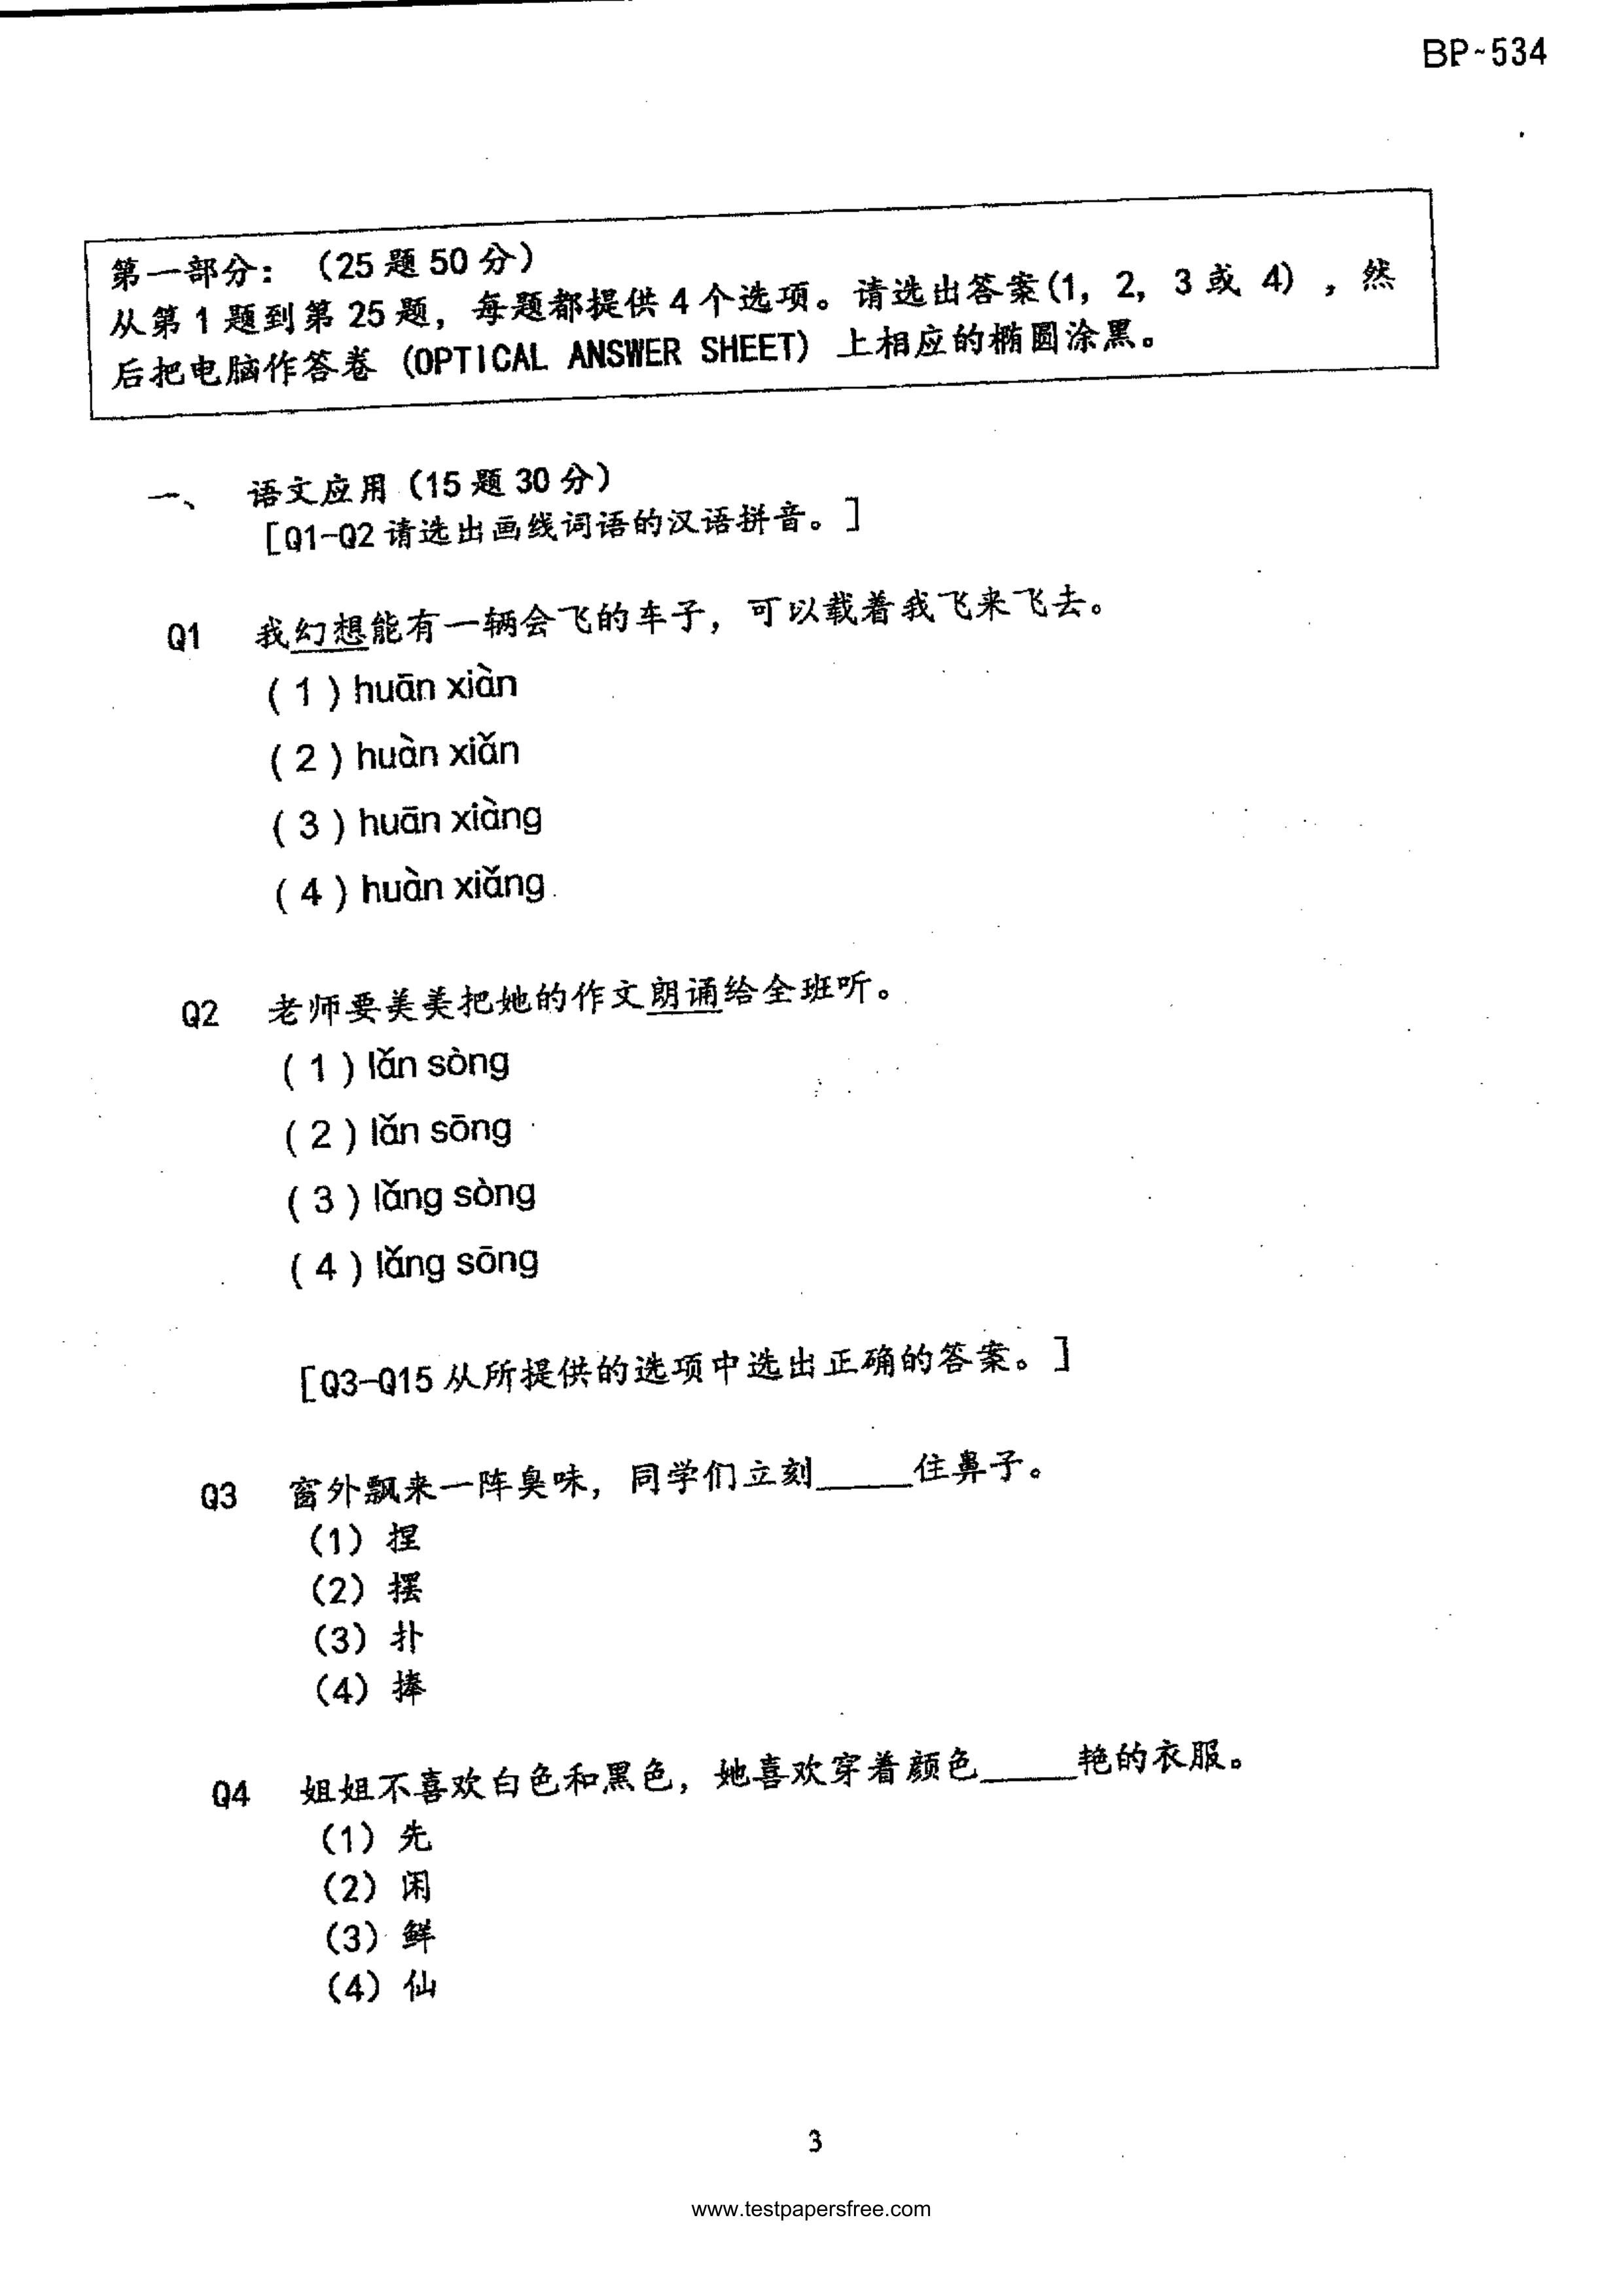 BP~534
第一部分：（25 题 50 分）
从第 1 题到第 25 题，每题都提供 4 个选项。请选出答案(1, 2, 3 或 4)，然
后把电脑作答卷 (OPTICAL ANSWER SHEET) 上相应的椭圆涂黑。
一、 语文应用（15 题 30 分）
[Q1-Q2 请选出画线词语的汉语拼音。]
Q1 我幻想能有一辆会飞的车子，可以载着我飞来飞去。
( 1 ) huān xiàn
( 2 ) huàn xiǎn
( 3 ) huān xiàng
( 4 ) huàn xiǎng
Q2 老师要美美把她的作文朗诵给全班听。
( 1 ) lǎn sòng
( 2 ) lǎn sōng
( 3 ) lǎng sòng
( 4 ) lǎng sōng
[Q3-Q15 从所提供的选项中选出正确的答案。]
Q3 窗外飘来一阵臭味，同学们立刻_____住鼻子。
(1) 捏
(2) 摆
(3) 扑
(4) 捧
Q4 姐姐不喜欢白色和黑色，她喜欢穿着颜色_____艳的衣服。
(1) 先
(2) 闲
(3) 鲜
(4) 仙
3
www.testpapersfree.com